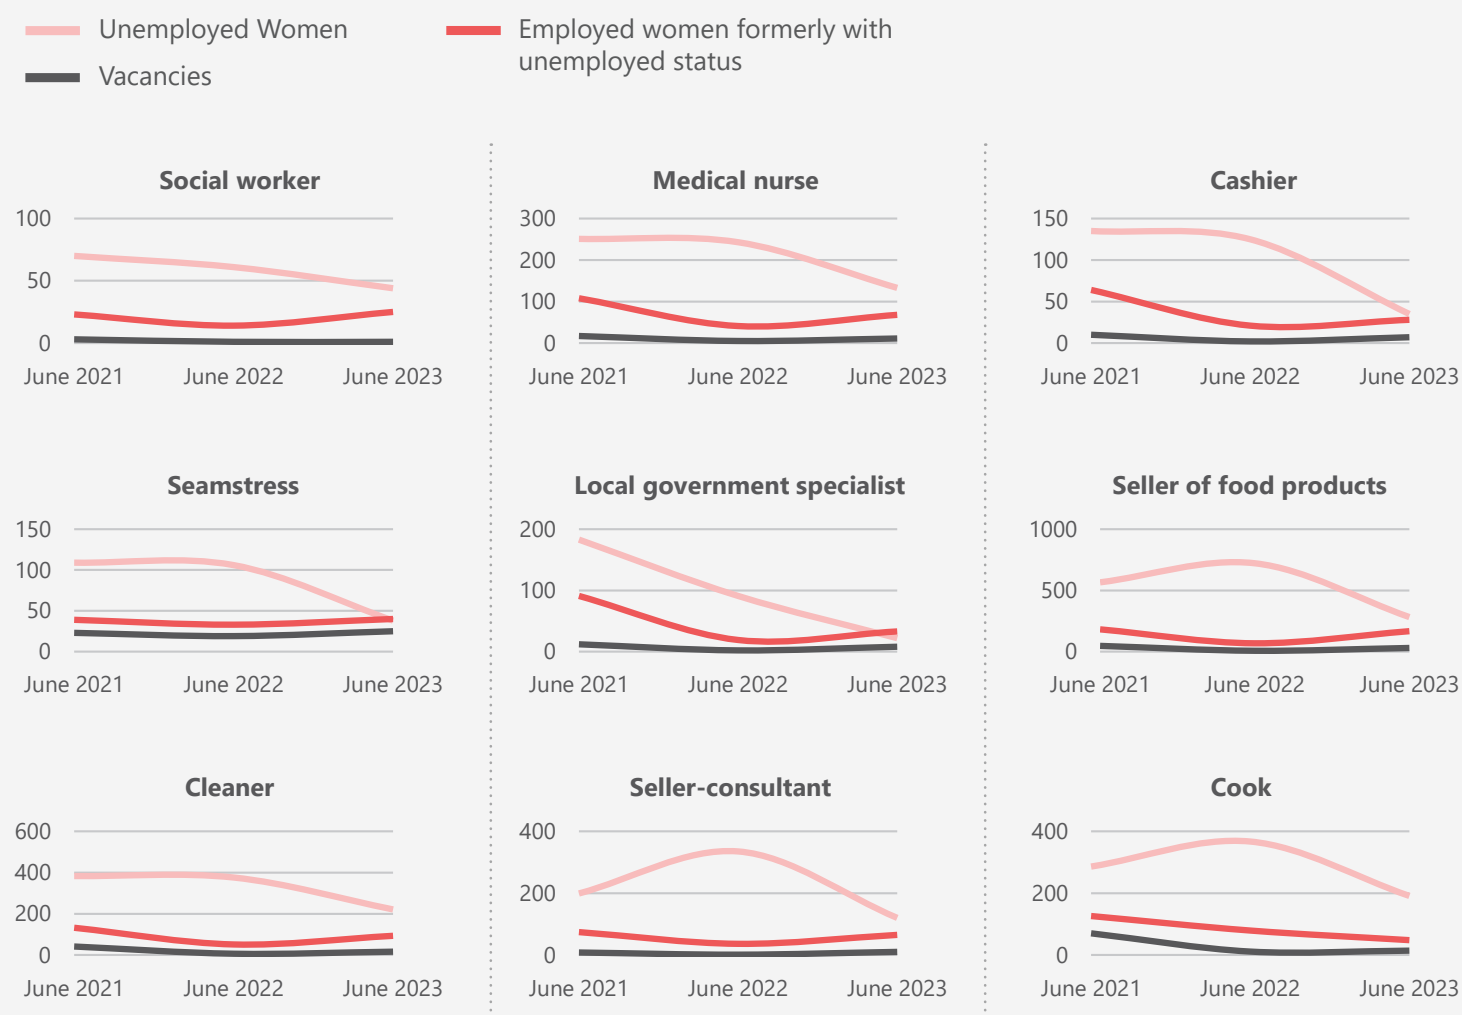 Unemployed Women
Employed women formerly with
unemployed status
Vacancies
Social worker
100
50
0
June 2021
June 2022
June 2023
Medical nurse
300
200
100
0
June 2021
June 2022
June 2023
Cashier
150
100
50
0
June 2021
June 2022
June 2023
Seamstress
150
100
50
0
June 2021
June 2022
June 2023
Local government specialist
200
100
0
June 2021
June 2022
June 2023
Seller of food products
1000
500
0
June 2021
June 2022
June 2023
Cleaner
600
400
200
0
June 2021
June 2022
June 2023
Seller-consultant
400
200
0
June 2021
June 2022
June 2023
Cook
400
200
0
June 2021
June 2022
June 2023